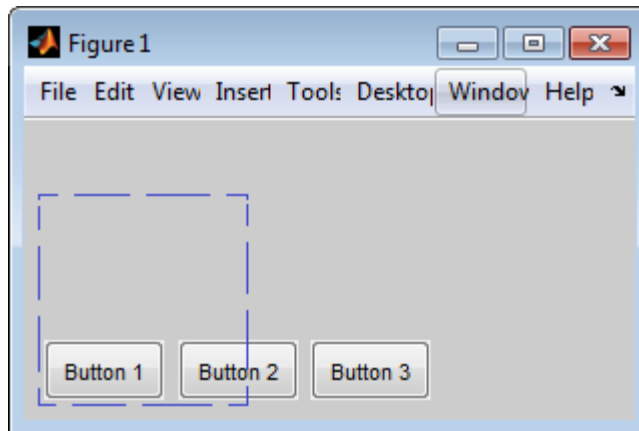 Figure 1
File Edit View Insert Tools Desktop Window Help
Button 1 Button 2 Button 3